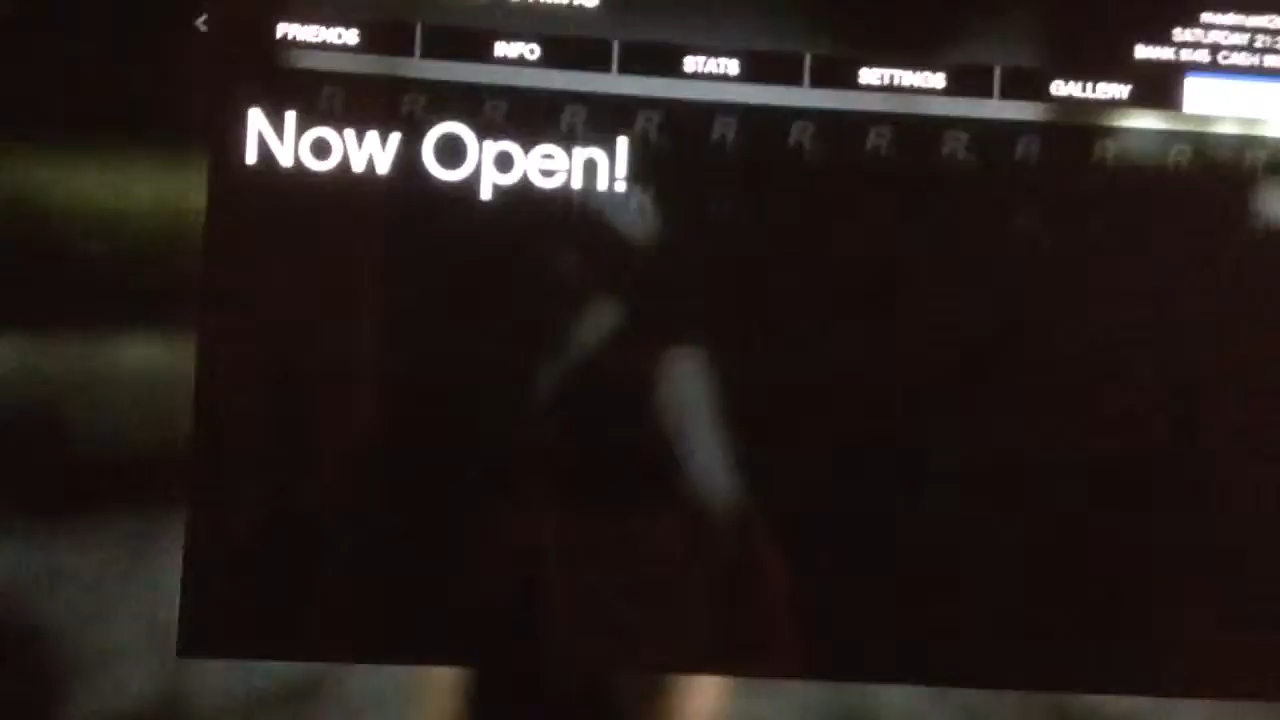 FRIENDS
INFO
STATS
SETTINGS
GALLERY
Now Open!
R R R R R R R R R R R R R